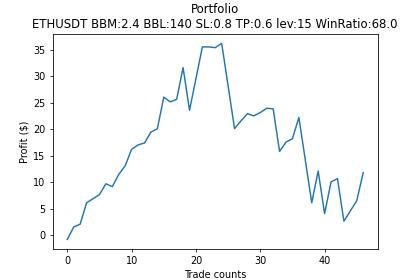 Portfolio
ETHUSDT BBM:2.4 BBL:140 SL:0.8 TP:0.6 lev:15 WinRatio:68.0
Profit ($)
35
30
25
20
15
10
5
0
0 10 20 30 40
Trade counts